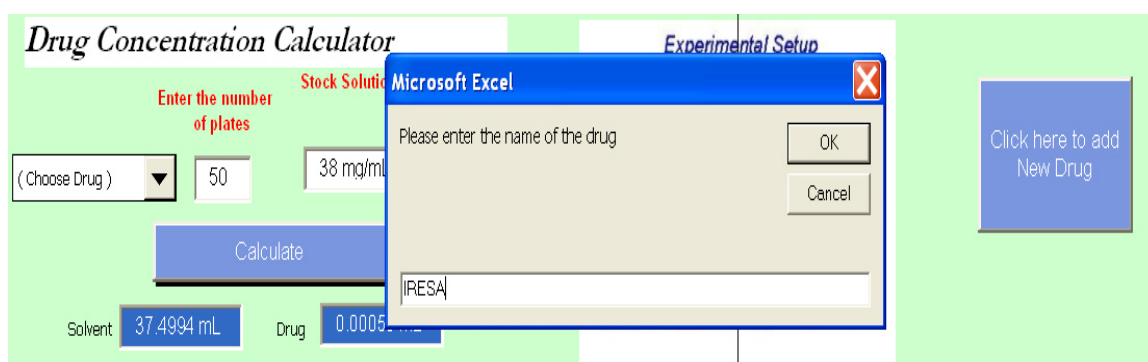 Drug Concentration Calculator
Experimental Setup
Stock
Enter the number
of plates
Microsoft Excel
Please enter the name of the drug
OK
Cancel
IRESA
( Choose Drug )
50
38 mg/mL
Click here to add
New Drug
Calculate
Solvent
37.4994 mL
Drug